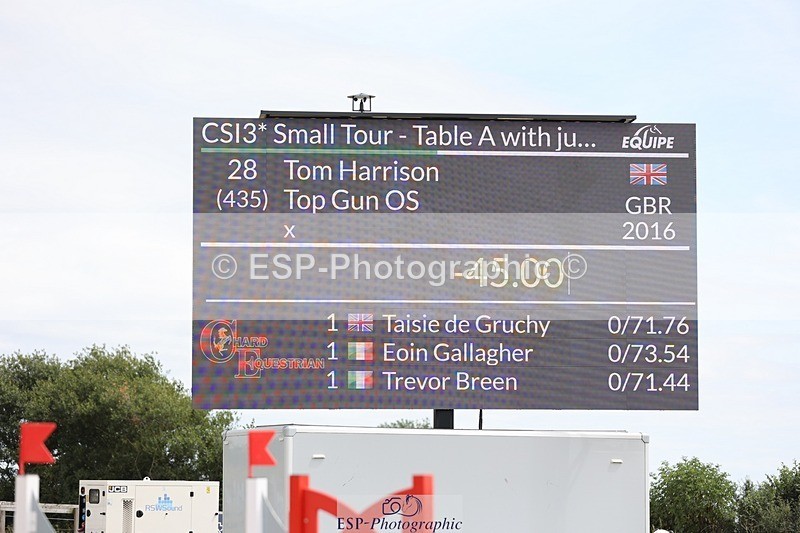 CSI3* Small Tour - Table A with ju...
EQUIPE
28 Tom Harrison
(435) Top Gun OS GBR
x 2016
-45.00
© ESP-Photographic ©
1 Taisie de Gruchy 0/71.76
1 Eoin Gallagher 0/73.54
1 Trevor Breen 0/71.44
CHARD
EQUESTRIAN
JCB
RSWSound
ESP-Photographic